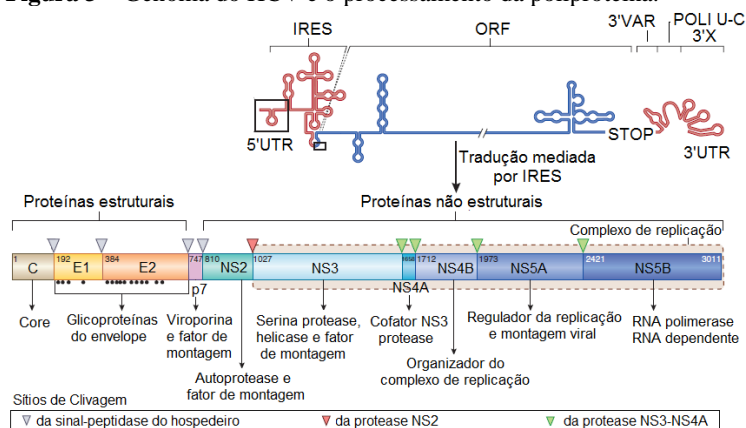 Figura 3 – Genoma do HCV e o processamento da poliproteína.
IRES
ORF
3'VAR
POLI U-C
3'X
5'UTR
STOP
3'UTR
Tradução mediada
por IRES
Proteínas estruturais
Proteínas não estruturais
Complexo de replicação
1
192
384
747
810
1027
1712
1973
2421
3011
C
E1
E2
p7
NS2
NS3
NS4A
NS4B
NS5A
NS5B
Core
Glicoproteínas
do envelope
Viroporina
e fator de
montagem
Autoprotease e
fator de montagem
Serina protease,
helicase e fator
de montagem
Cofator NS3
protease
Organizador do
complexo de replicação
Regulador da replicação
e montagem viral
RNA polimerase
RNA dependente
Sítios de Clivagem
da sinal-peptidase do hospedeiro
da protease NS2
da protease NS3-NS4A